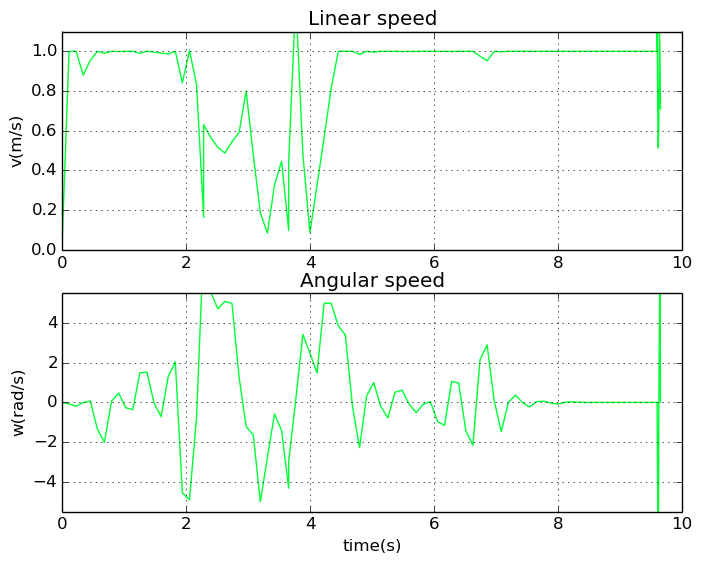 Linear speed
v(m/s)
1.0
0.8
0.6
0.4
0.2
0.0
0 2 4 6 8 10
Angular speed
w(rad/s)
4
2
0
−2
−4
0 2 4 6 8 10
time(s)